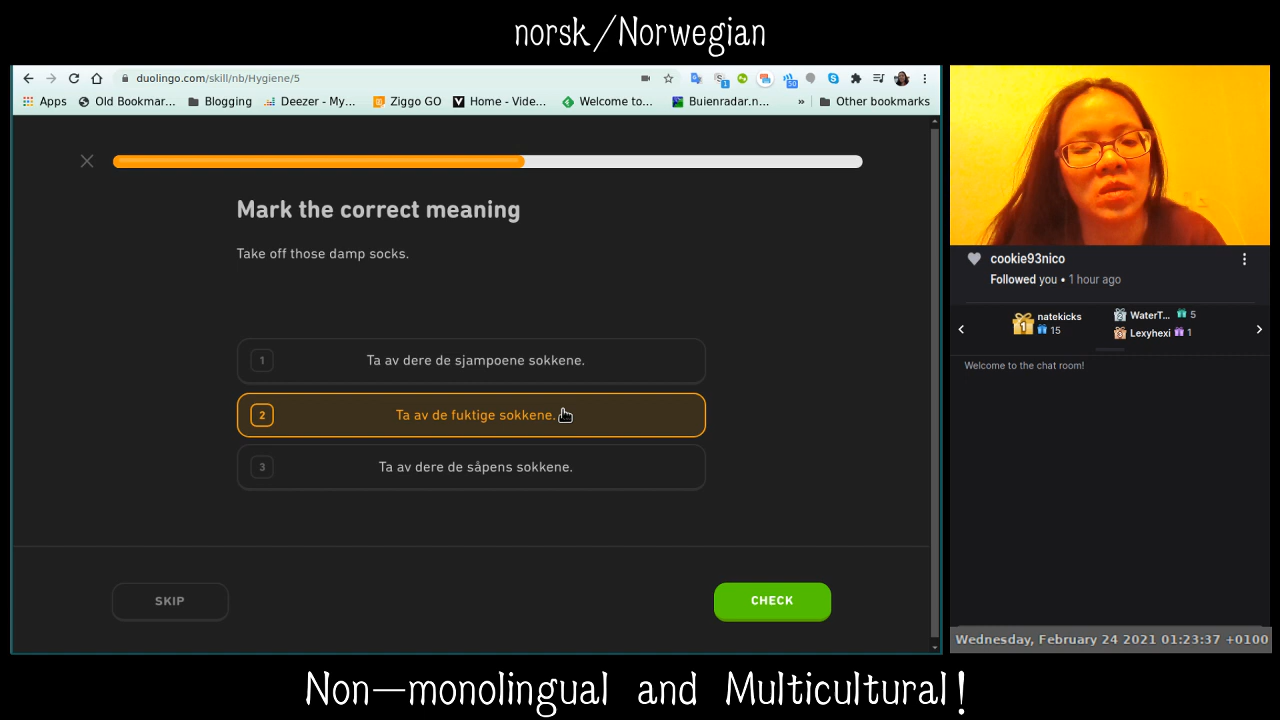 norsk/Norwegian
duolingo.com/skill/nb/Hygiene/5
Apps Old Bookmar... Blogging Deezer - My... Ziggo GO Home - Vide... Welcome to... Buienradar.n... » Other bookmarks
Mark the correct meaning
Take off those damp socks.
1 Ta av dere de sjampoene sokkene.
2 Ta av de fuktige sokkene.
3 Ta av dere de såpens sokkene.
SKIP
CHECK
cookie93nico
Followed you • 1 hour ago
natekicks
15
WaterT... 5
Lexyhexi 1
Welcome to the chat room!
Wednesday, February 24 2021 01:23:37 +0100
Non-monolingual and Multicultural!